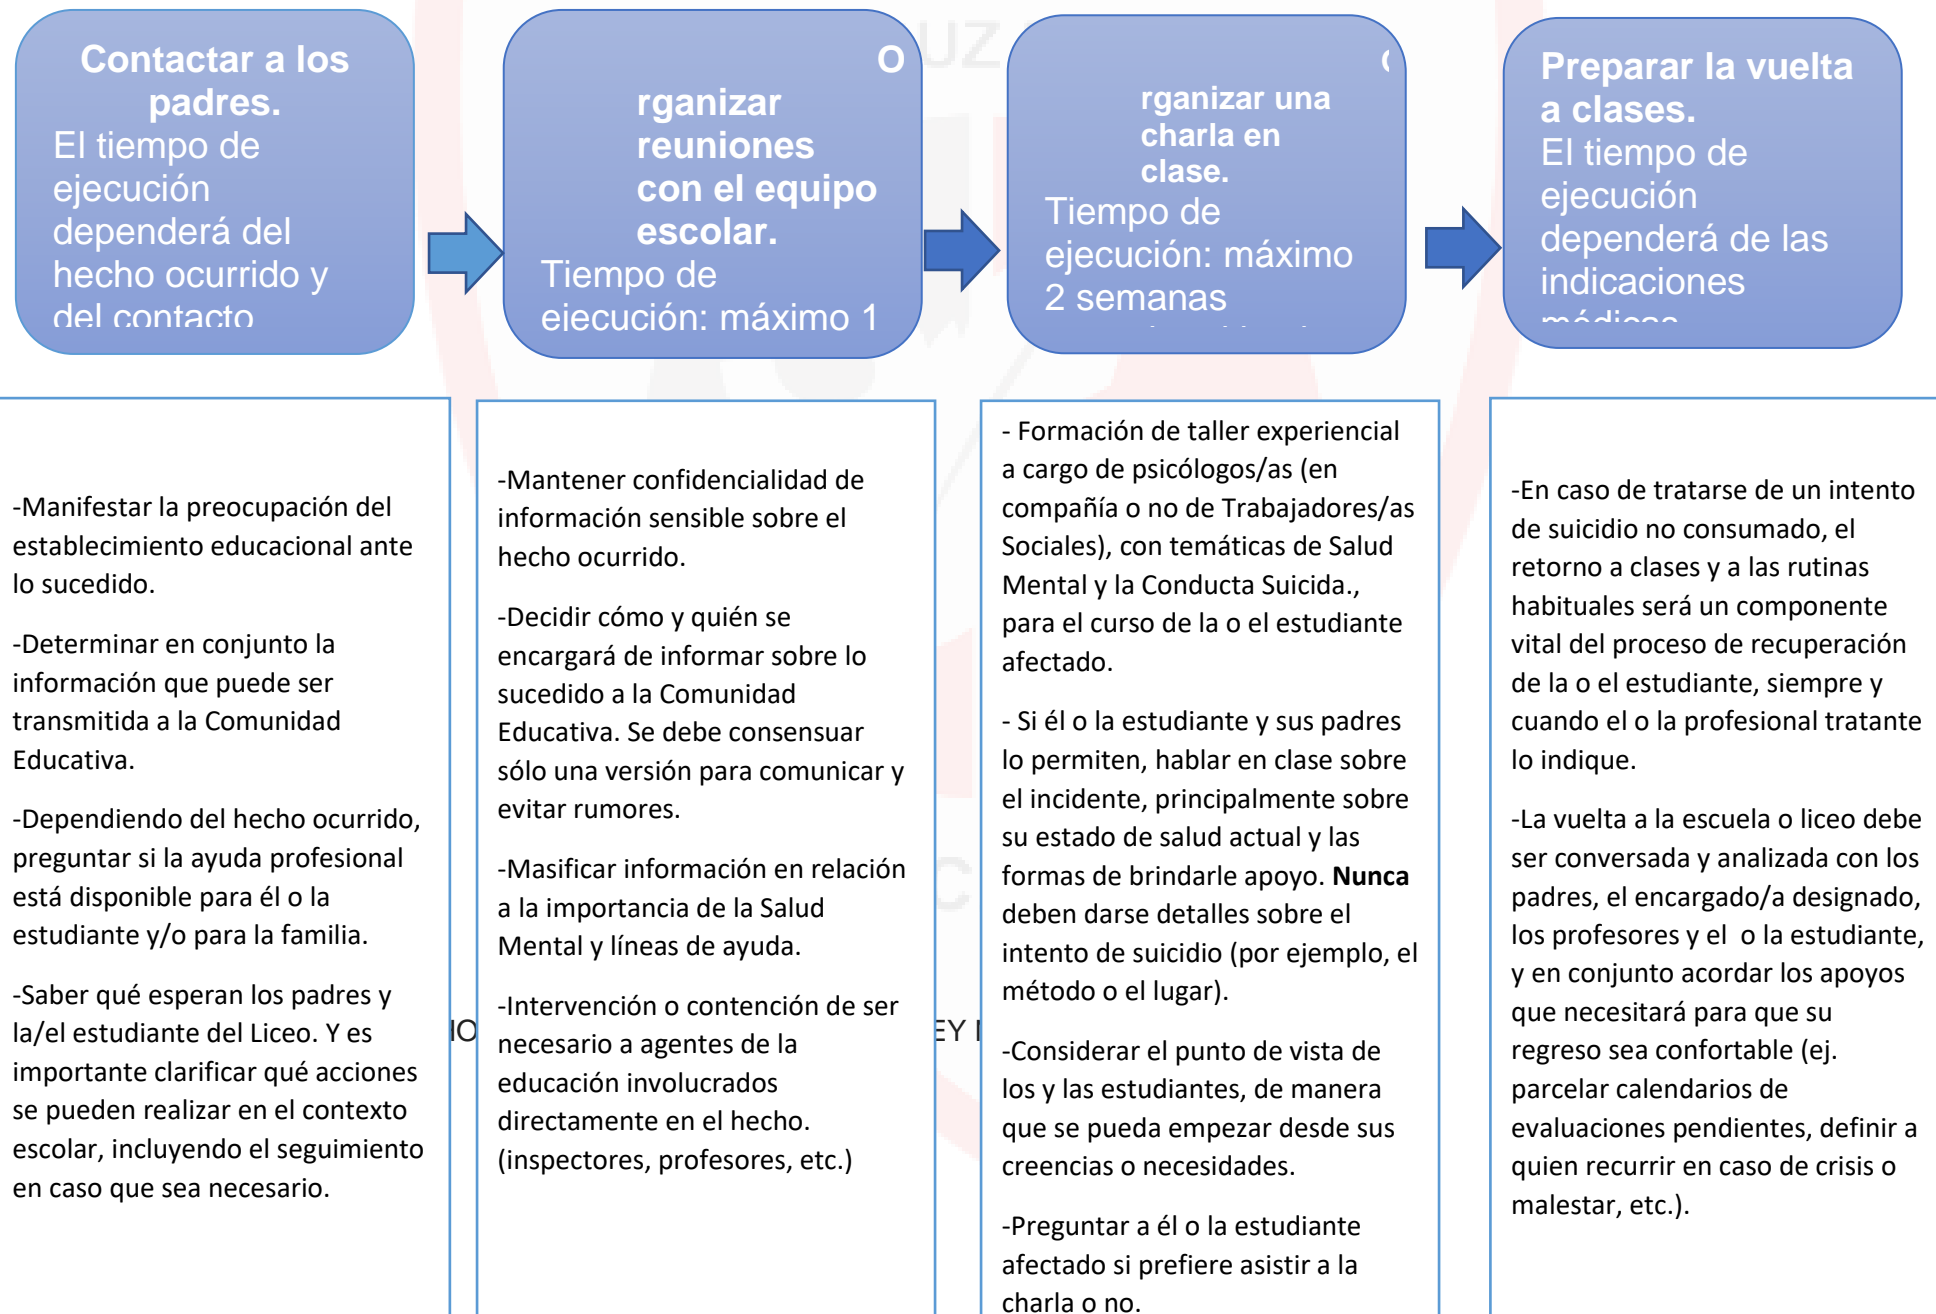 Contactar a los
padres.
El tiempo de
ejecución
dependerá del
hecho ocurrido y
del contacto
O
rganizar
reuniones
con el equipo
escolar.
Tiempo de
ejecución: máximo 1
rganizar una
charla en
clase.
Tiempo de
ejecución: máximo
2 semanas
Preparar la vuelta
a clases.
El tiempo de
ejecución
dependerá de las
indicaciones
médicas
-Manifestar la preocupación del
establecimiento educacional ante
lo sucedido.
-Determinar en conjunto la
información que puede ser
transmitida a la Comunidad
Educativa.
-Dependiendo del hecho ocurrido,
preguntar si la ayuda profesional
está disponible para él o la
estudiante y/o para la familia.
-Saber qué esperan los padres y
la/el estudiante del Liceo. Y es
importante clarificar qué acciones
se pueden realizar en el contexto
escolar, incluyendo el seguimiento
en caso que sea necesario.
-Mantener confidencialidad de
información sensible sobre el
hecho ocurrido.
-Decidir cómo y quién se
encargará de informar sobre lo
sucedido a la Comunidad
Educativa. Se debe consensuar
sólo una versión para comunicar y
evitar rumores.
-Masificar información en relación
a la importancia de la Salud
Mental y líneas de ayuda.
-Intervención o contención de ser
necesario a agentes de la
educación involucrados
directamente en el hecho.
(inspectores, profesores, etc.)
- Formación de taller experiencial
a cargo de psicólogos/as (en
compañía o no de Trabajadores/as
Sociales), con temáticas de Salud
Mental y la Conducta Suicida.,
para el curso de la o el estudiante
afectado.
- Si él o la estudiante y sus padres
lo permiten, hablar en clase sobre
el incidente, principalmente sobre
su estado de salud actual y las
formas de brindarle apoyo. Nunca
deben darse detalles sobre el
intento de suicidio (por ejemplo, el
método o el lugar).
-Considerar el punto de vista de
los y las estudiantes, de manera
que se pueda empezar desde sus
creencias o necesidades.
-Preguntar a él o la estudiante
afectado si prefiere asistir a la
charla o no.
-En caso de tratarse de un intento
de suicidio no consumado, el
retorno a clases y a las rutinas
habituales será un componente
vital del proceso de recuperación
de la o el estudiante, siempre y
cuando el o la profesional tratante
lo indique.
-La vuelta a la escuela o liceo debe
ser conversada y analizada con los
padres, el encargado/a designado,
los profesores y el  o la estudiante,
y en conjunto acordar los apoyos
que necesitará para que su
regreso sea confortable (ej.
parcelar calendarios de
evaluaciones pendientes, definir a
quien recurrir en caso de crisis o
malestar, etc.).